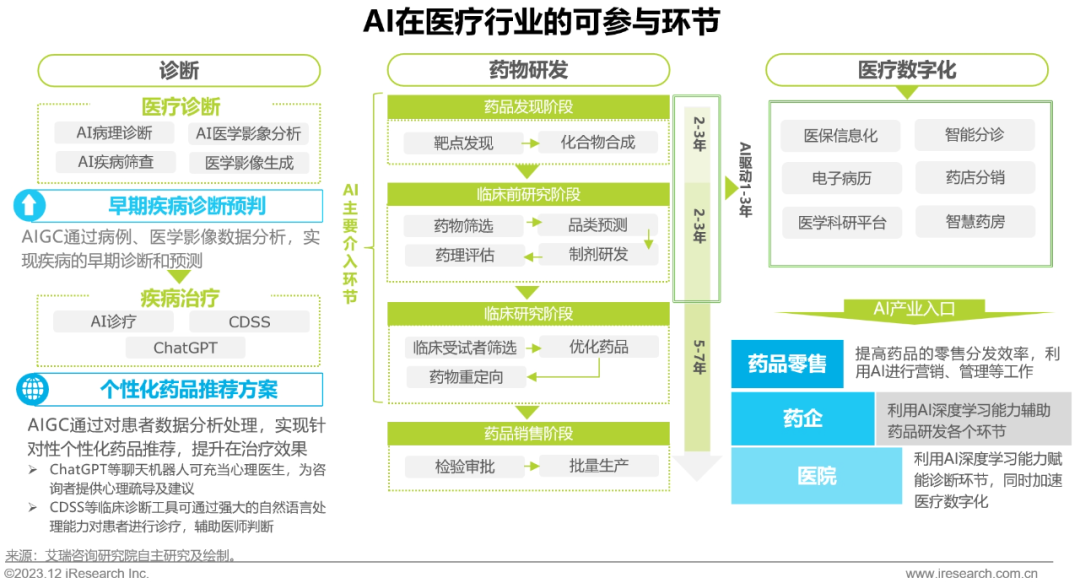 AI在医疗行业的可参与环节
诊断
医疗诊断
AI病理诊断
AI医学影象分析
AI疾病筛查
医学影像生成
早期疾病诊断预判
AIGC通过病例、医学影像数据分析，实
现疾病的早期诊断和预测
疾病治疗
AI诊疗
CDSS
ChatGPT
个性化药品推荐方案
AIGC通过对患者数据分析处理，实现针
对性个性化药品推荐，提升在治疗效果
ChatGPT等聊天机器人可充当心理医生，为咨
询者提供心理疏导及建议
CDSS等临床诊断工具可通过强大的自然语言处
理能力对患者进行诊疗，辅助医师判断
药物研发
AI主要介入环节
药品发现阶段
靶点发现
化合物合成
临床前研究阶段
药物筛选
品类预测
药理评估
制剂研发
临床研究阶段
临床受试者筛选
优化药品
药物重定向
药品销售阶段
检验审批
批量生产
2-3年
2-3年
5-7年
AI驱动1-3年
医疗数字化
医保信息化
智能分诊
电子病历
药店分销
医学科研平台
智慧药房
AI产业入口
药品零售
提高药品的零售分发效率，利
用AI进行营销、管理等工作
药企
利用AI深度学习能力辅助
药品研发各个环节
医院
利用AI深度学习能力赋
能诊断环节，同时加速
医疗数字化
来源：艾瑞咨询研究院自主研究及绘制。
©2023.12 iResearch Inc.
www.iresearch.com.cn